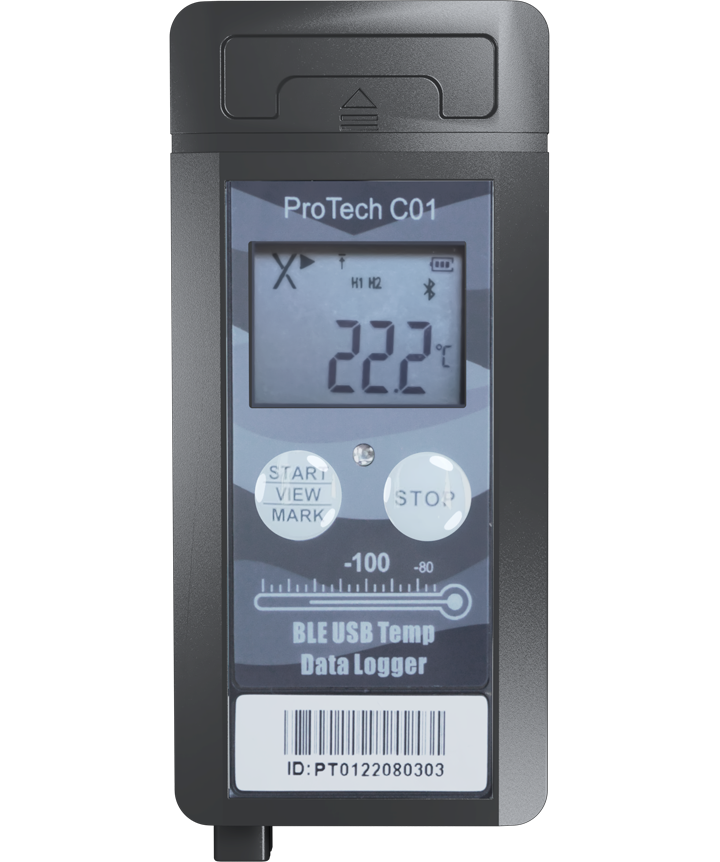 ProTech C01
X
H1 H2
22.2 °C
START
VIEW
MARK
STOP
-100 -80
BLE USB Temp
Data Logger
ID:PT0122080303